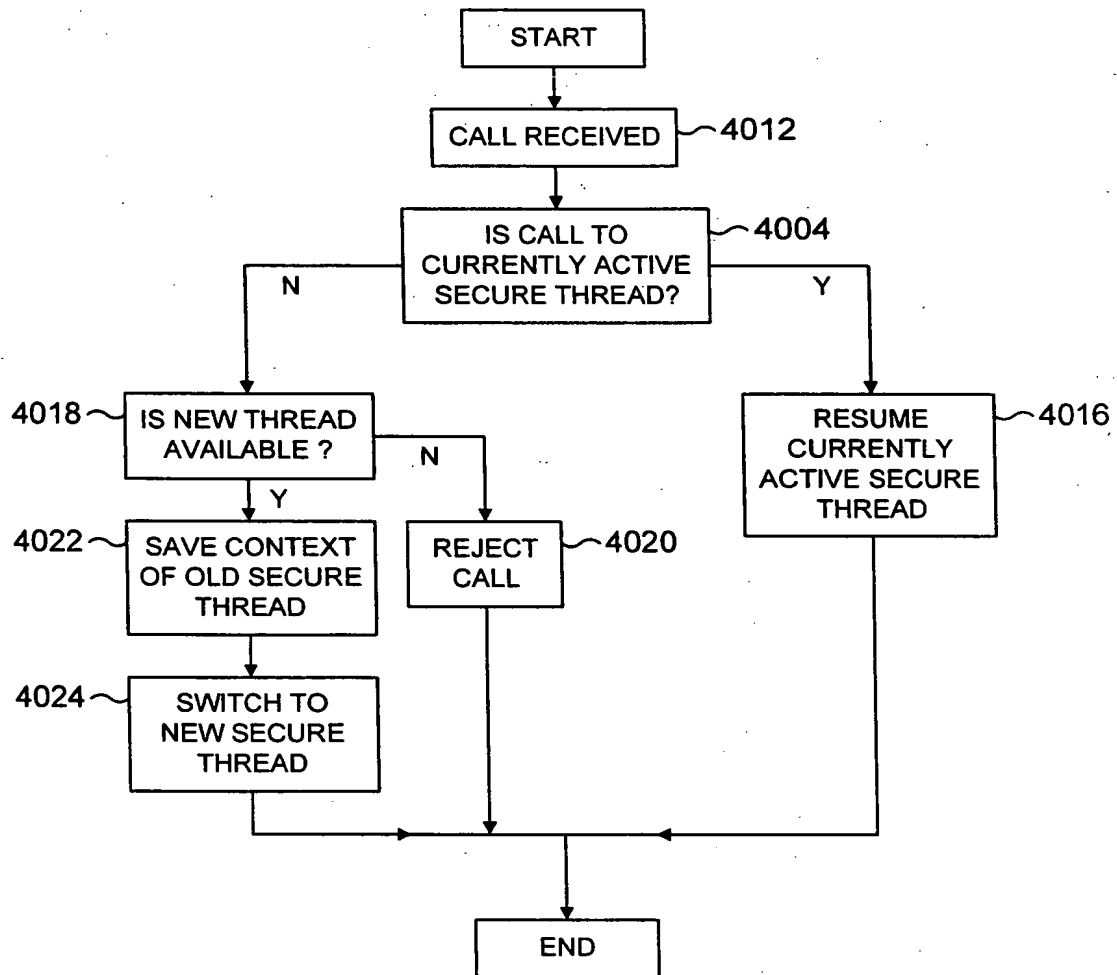 START
CALL RECEIVED
4012
IS CALL TO
CURRENTLY ACTIVE
SECURE THREAD?
4004
N
Y
4018
IS NEW THREAD
AVAILABLE ?
N
Y
RESUME
CURRENTLY
ACTIVE SECURE
THREAD
4016
4022
SAVE CONTEXT
OF OLD SECURE
THREAD
REJECT
CALL
4020
4024
SWITCH TO
NEW SECURE
THREAD
END